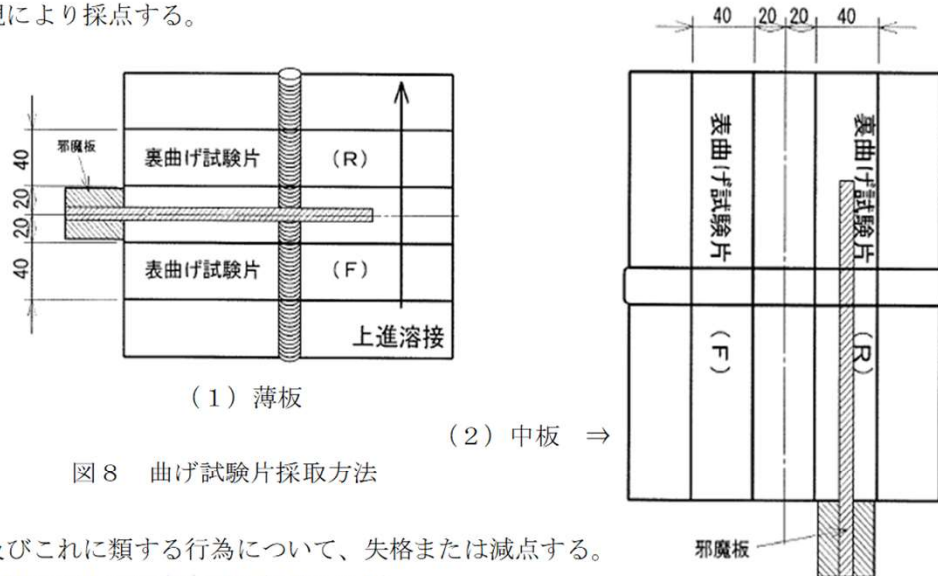 見により採点する。
40
邪魔板
20
20
40
裏曲げ試験片
(R)
表曲げ試験片
(F)
上進溶接
(1)薄板
40
20
20
40
表曲げ試験片
(F)
裏曲げ試験片
(R)
(2)中板 ⇒
邪魔板
図8 曲げ試験片採取方法
及びこれに類する行為について、失格または減点する。